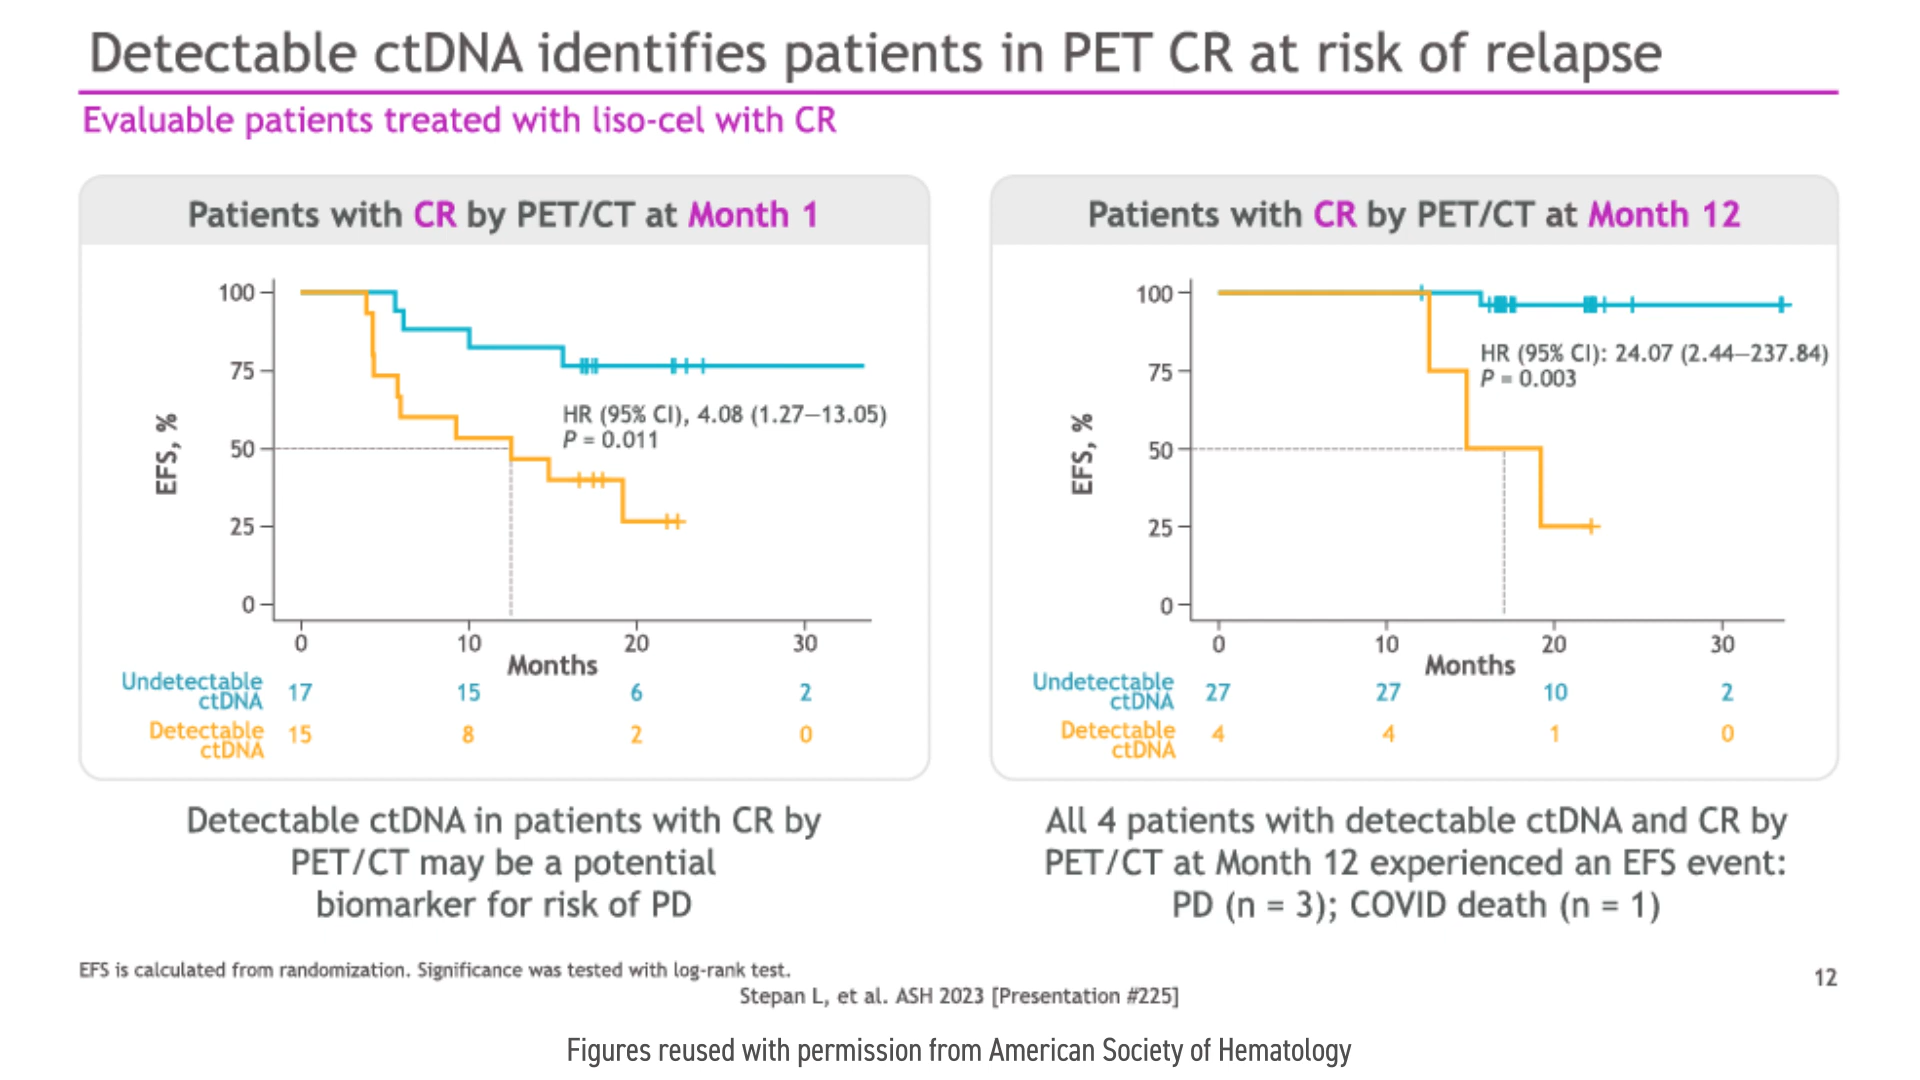 Detectable ctDNA identifies patients in PET CR at risk of relapse
Evaluable patients treated with liso-cel with CR
Patients with CR by PET/CT at Month 1
EFS, %
100
75
50
25
0
HR (95% CI), 4.08 (1.27–13.05)
P = 0.011
0 10 20 30
Months
Undetectable
ctDNA
17 15 6 2
Detectable
ctDNA
15 8 2 0
Detectable ctDNA in patients with CR by
PET/CT may be a potential
biomarker for risk of PD
Patients with CR by PET/CT at Month 12
EFS, %
100
75
50
25
0
HR (95% CI): 24.07 (2.44–237.84)
P = 0.003
0 10 20 30
Months
Undetectable
ctDNA
27 27 10 2
Detectable
ctDNA
4 4 1 0
All 4 patients with detectable ctDNA and CR by
PET/CT at Month 12 experienced an EFS event:
PD (n = 3); COVID death (n = 1)
EFS is calculated from randomization. Significance was tested with log-rank test.
12
Stepan L, et al. ASH 2023 [Presentation #225]
Figures reused with permission from American Society of Hematology